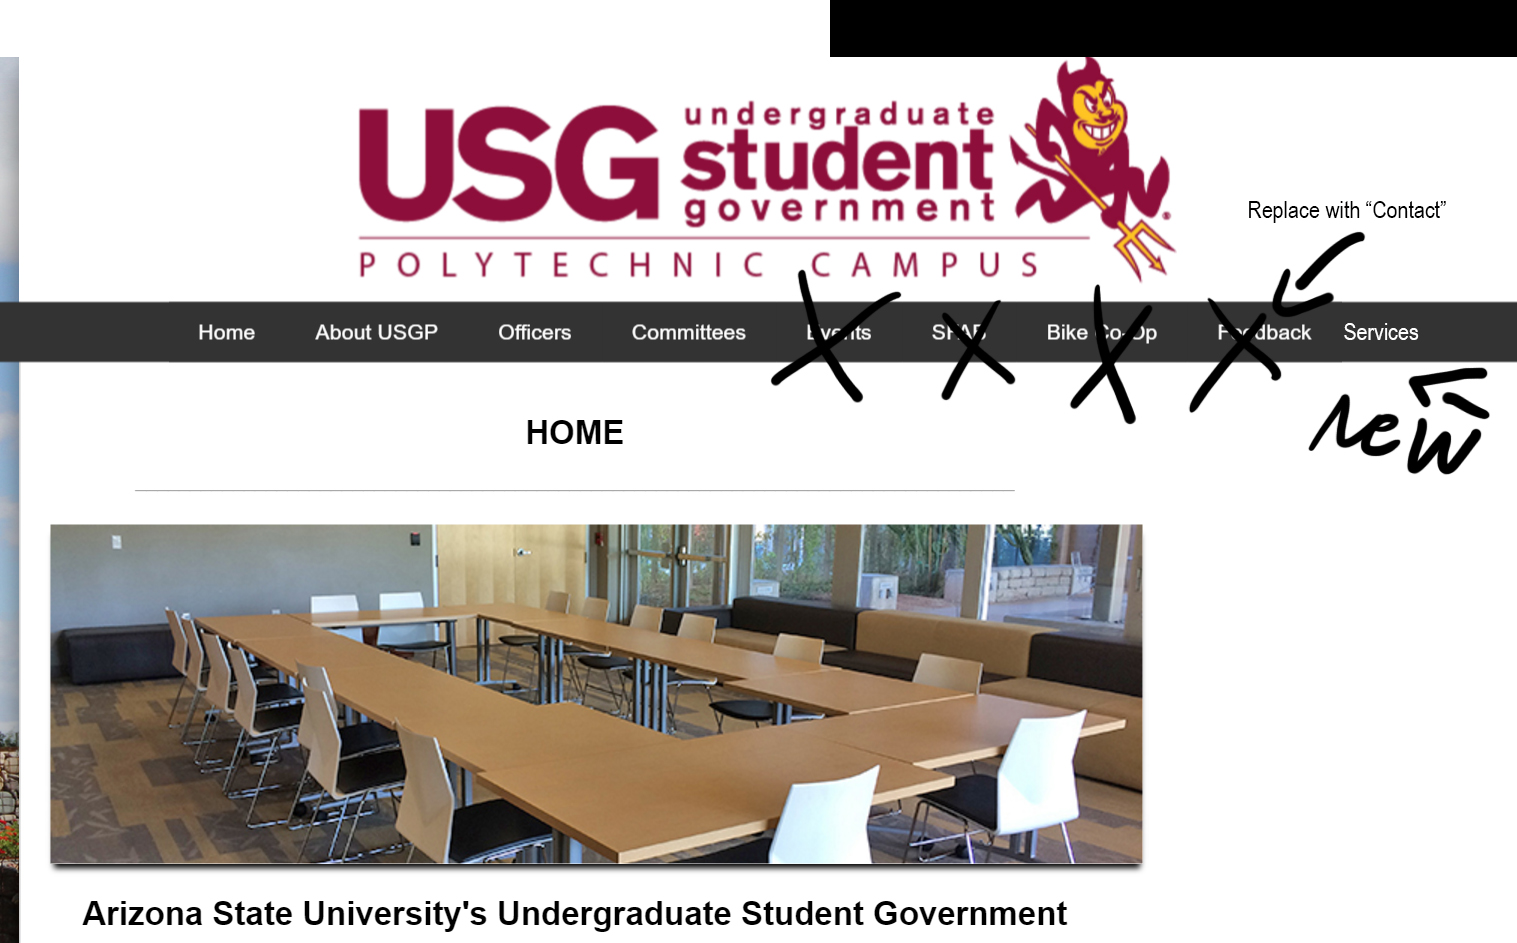 USG undergraduate student government
POLYTECHNIC CAMPUS
Replace with “Contact”
Home About USGP Officers Committees Events SFAB Bike Co-Op Feedback Services
New
HOME
Arizona State University's Undergraduate Student Government